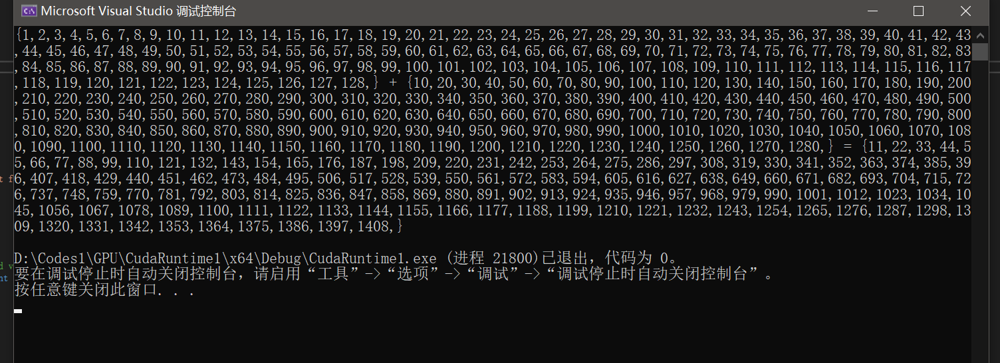 Microsoft Visual Studio 调试控制台
{1,2,3,4,5,6,7,8,9,10,11,12,13,14,15,16,17,18,19,20,21,22,23,24,25,26,27,28,29,30,31,32,33,34,35,36,37,38,39,40,41,42,43
,44,45,46,47,48,49,50,51,52,53,54,55,56,57,58,59,60,61,62,63,64,65,66,67,68,69,70,71,72,73,74,75,76,77,78,79,80,81,82,83
,84,85,86,87,88,89,90,91,92,93,94,95,96,97,98,99,100,101,102,103,104,105,106,107,108,109,110,111,112,113,114,115,116,117
,118,119,120,121,122,123,124,125,126,127,128,} + {10,20,30,40,50,60,70,80,90,100,110,120,130,140,150,160,170,180,190,200
,210,220,230,240,250,260,270,280,290,300,310,320,330,340,350,360,370,380,390,400,410,420,430,440,450,460,470,480,490,500
,510,520,530,540,550,560,570,580,590,600,610,620,630,640,650,660,670,680,690,700,710,720,730,740,750,760,770,780,790,800
,810,820,830,840,850,860,870,880,890,900,910,920,930,940,950,960,970,980,990,1000,1010,1020,1030,1040,1050,1060,1070,108
0,1090,1100,1110,1120,1130,1140,1150,1160,1170,1180,1190,1200,1210,1220,1230,1240,1250,1260,1270,1280,} = {11,22,33,44,5
5,66,77,88,99,110,121,132,143,154,165,176,187,198,209,220,231,242,253,264,275,286,297,308,319,330,341,352,363,374,385,39
6,407,418,429,440,451,462,473,484,495,506,517,528,539,550,561,572,583,594,605,616,627,638,649,660,671,682,693,704,715,72
6,737,748,759,770,781,792,803,814,825,836,847,858,869,880,891,902,913,924,935,946,957,968,979,990,1001,1012,1023,1034,10
45,1056,1067,1078,1089,1100,1111,1122,1133,1144,1155,1166,1177,1188,1199,1210,1221,1232,1243,1254,1265,1276,1287,1298,13
09,1320,1331,1342,1353,1364,1375,1386,1397,1408,}
D:\Codes1\GPU\CudaRuntime1\x64\Debug\CudaRuntime1.exe (进程 21800)已退出，代码为 0。
要在调试停止时自动关闭控制台，请启用“工具”->“选项”->“调试”->“调试停止时自动关闭控制台”。
按任意键关闭此窗口. . .